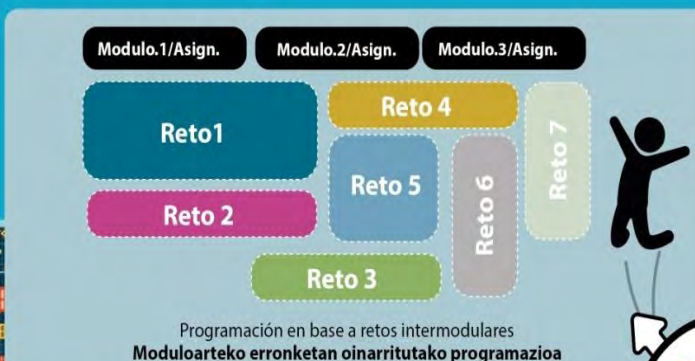 Modulo.1/Asign.
Modulo.2/Asign.
Modulo.3/Asign.
Reto1
Reto 4
Reto 7
Reto 5
Reto 6
Reto 2
Reto 3
Programación en base a retos intermodulares
Moduloarteko erronketan oinarritutako programazioa